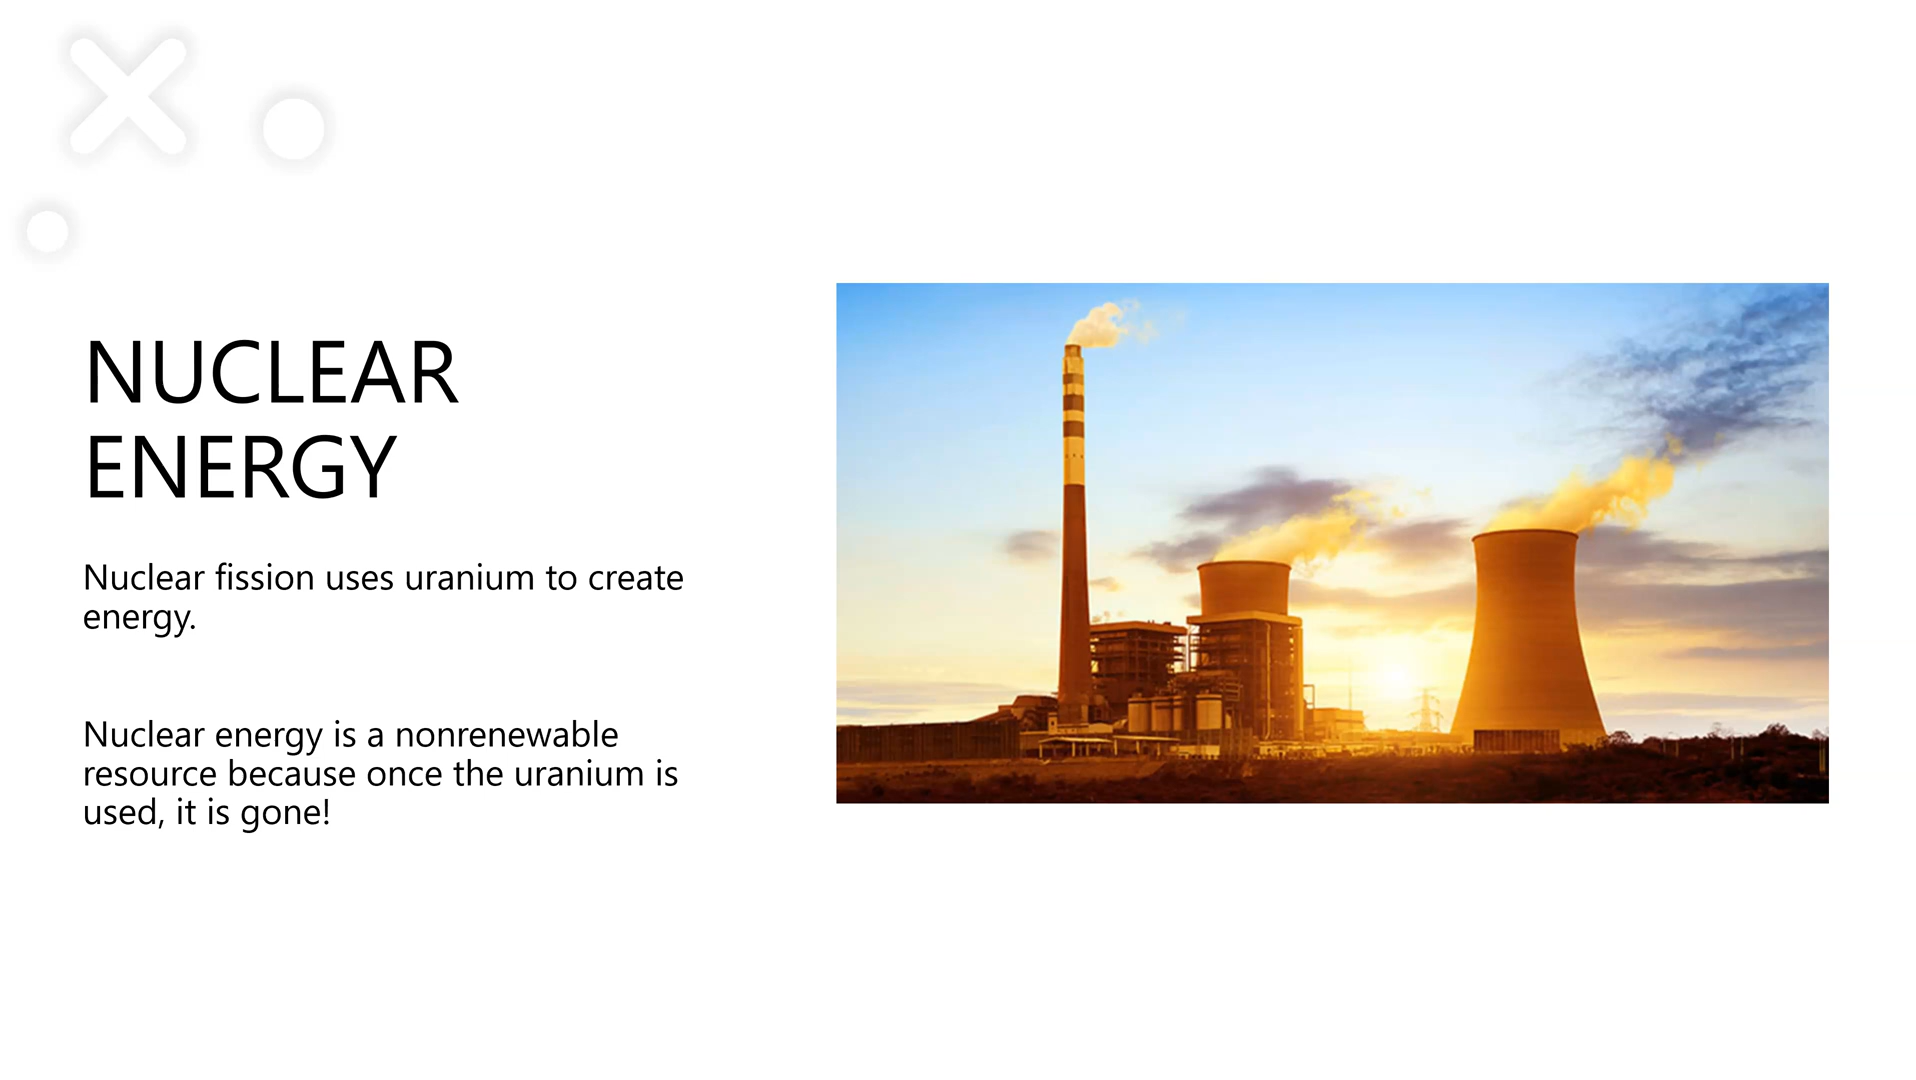 NUCLEAR
ENERGY
Nuclear fission uses uranium to create
energy.
Nuclear energy is a nonrenewable
resource because once the uranium is
used, it is gone!